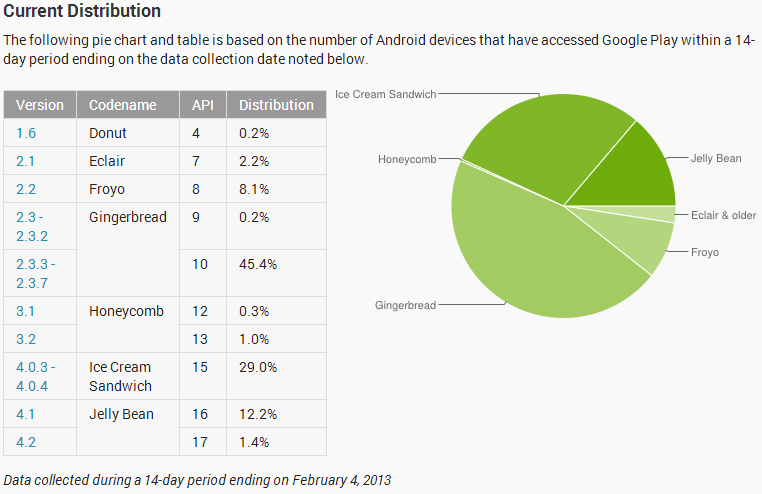 Current Distribution
The following pie chart and table is based on the number of Android devices that have accessed Google Play within a 14-
day period ending on the data collection date noted below.
Version Codename API Distribution
1.6 Donut 4 0.2%
2.1 Eclair 7 2.2%
2.2 Froyo 8 8.1%
2.3 - Gingerbread 9 0.2%
2.3.2
2.3.3 - 10 45.4%
2.3.7
3.1 Honeycomb 12 0.3%
3.2 13 1.0%
4.0.3 - Ice Cream 15 29.0%
4.0.4 Sandwich
4.1 Jelly Bean 16 12.2%
4.2 17 1.4%
Ice Cream Sandwich
Honeycomb
Gingerbread
Jelly Bean
Eclair & older
Froyo
Data collected during a 14-day period ending on February 4, 2013